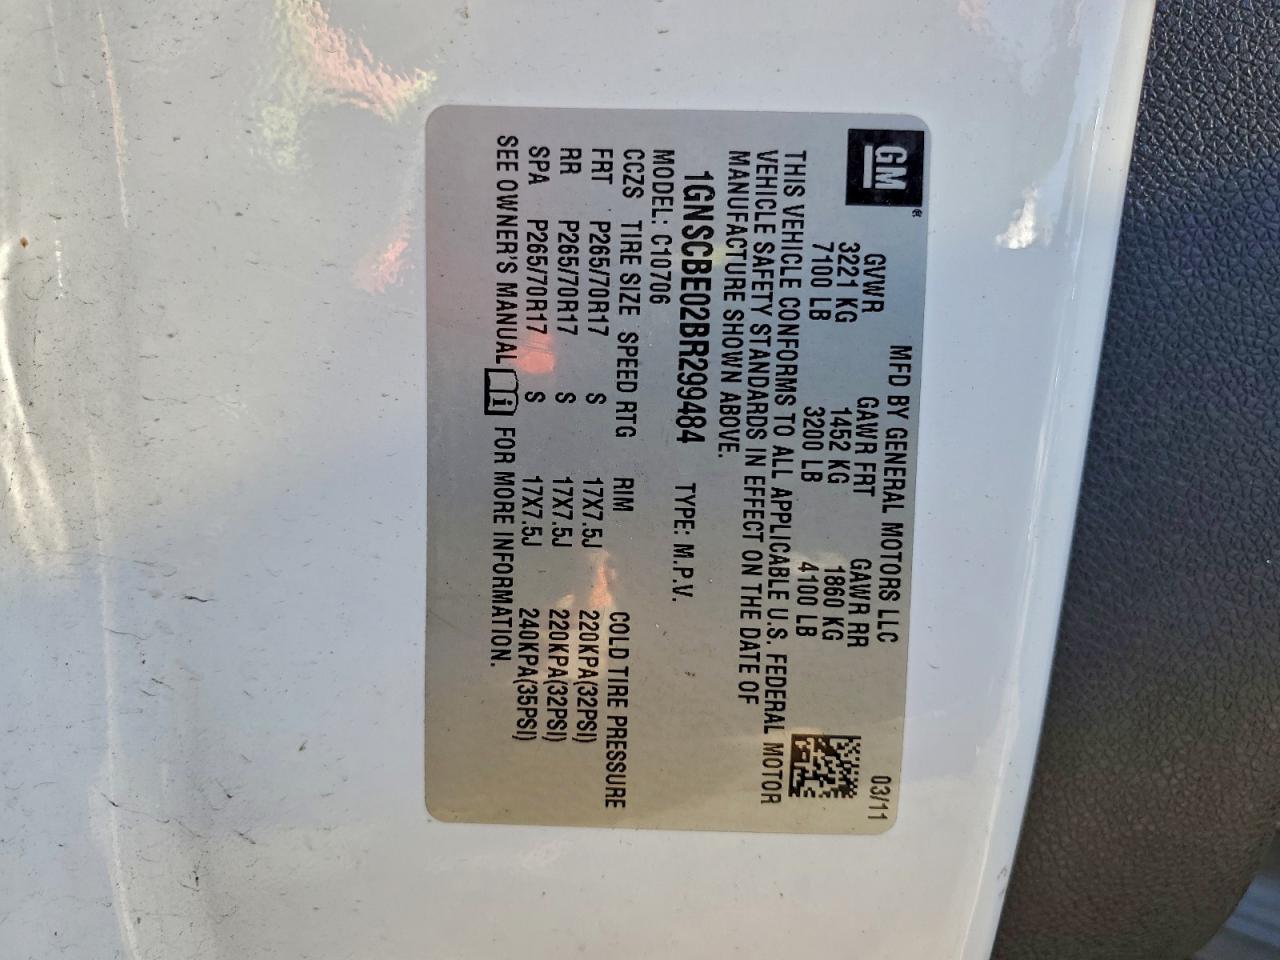 GM
MFD BY GENERAL MOTORS LLC 03/11
GVWR GAWR FRT GAWR RR
3221 KG 1452 KG 1860 KG
7100 LB 3200 LB 4100 LB
THIS VEHICLE CONFORMS TO ALL APPLICABLE U.S. FEDERAL MOTOR
VEHICLE SAFETY STANDARDS IN EFFECT ON THE DATE OF
MANUFACTURE SHOWN ABOVE.
1GNSCBE02BR299484 TYPE: M.P.V.
MODEL: C10706
CCZS TIRE SIZE SPEED RTG RIM COLD TIRE PRESSURE
FRT P265/70R17 S 17X7.5J 220KPA(32PSI)
RR P265/70R17 S 17X7.5J 220KPA(32PSI)
SPA P265/70R17 S 17X7.5J 240KPA(35PSI)
SEE OWNER'S MANUAL i FOR MORE INFORMATION.